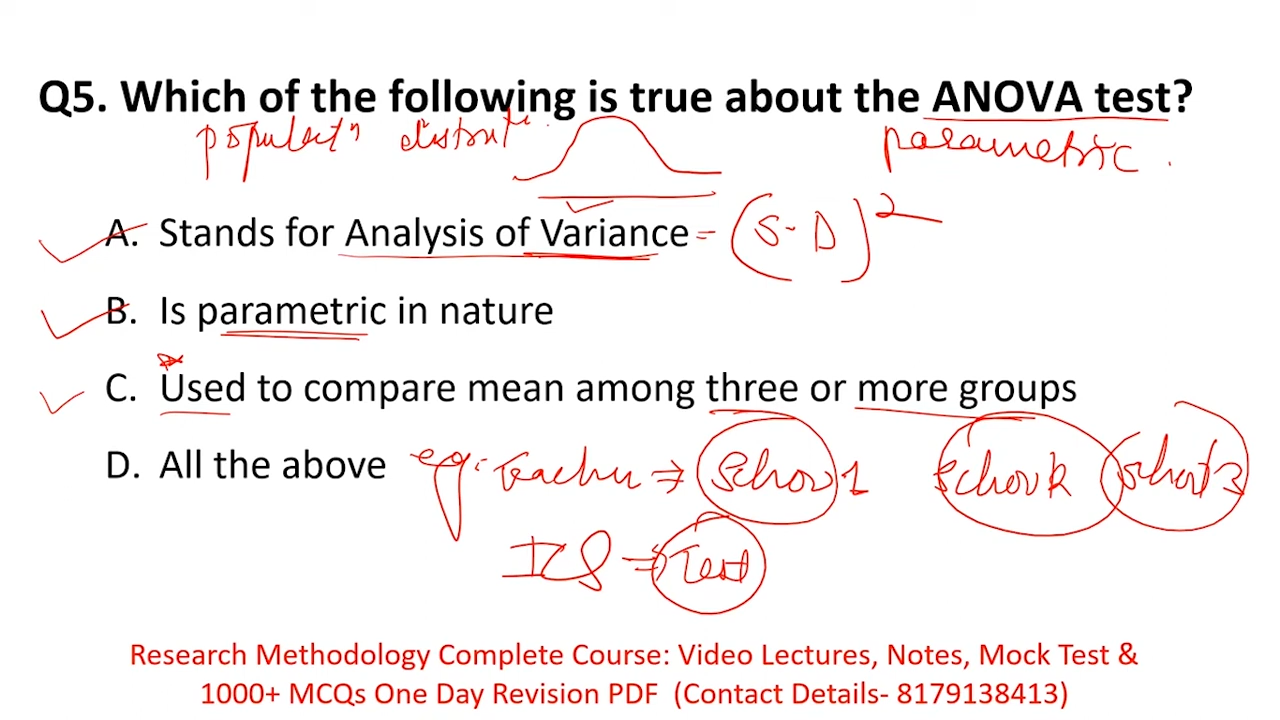 Q5. Which of the following is true about the ANOVA test?
parametric.
A. Stands for Analysis of Variance = (S.D)²
B. Is parametric in nature
C. Used to compare mean among three or more groups
D. All the above
eg: Teacher ⇒ School 1 School 2 School 3
⇒ Test
Research Methodology Complete Course: Video Lectures, Notes, Mock Test &
1000+ MCQs One Day Revision PDF (Contact Details- 8179138413)